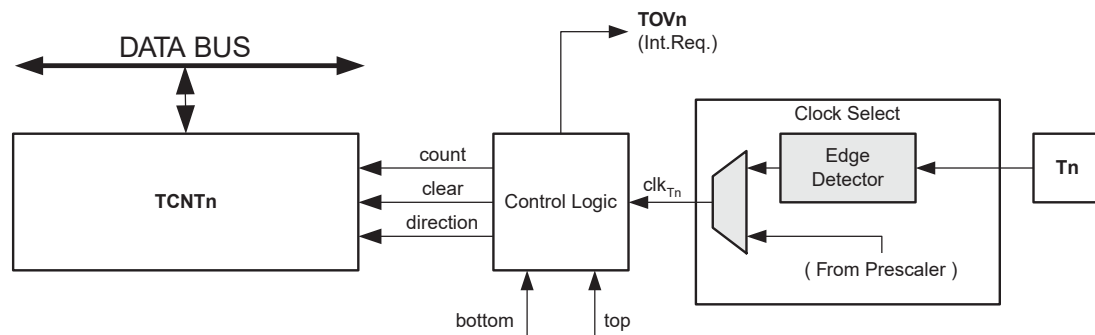 TOVn
(Int.Req.)
DATA BUS
Clock Select
count
Edge
Detector
Tn
TCNTn
clear
Control Logic
clkTn
direction
( From Prescaler )
bottom
top